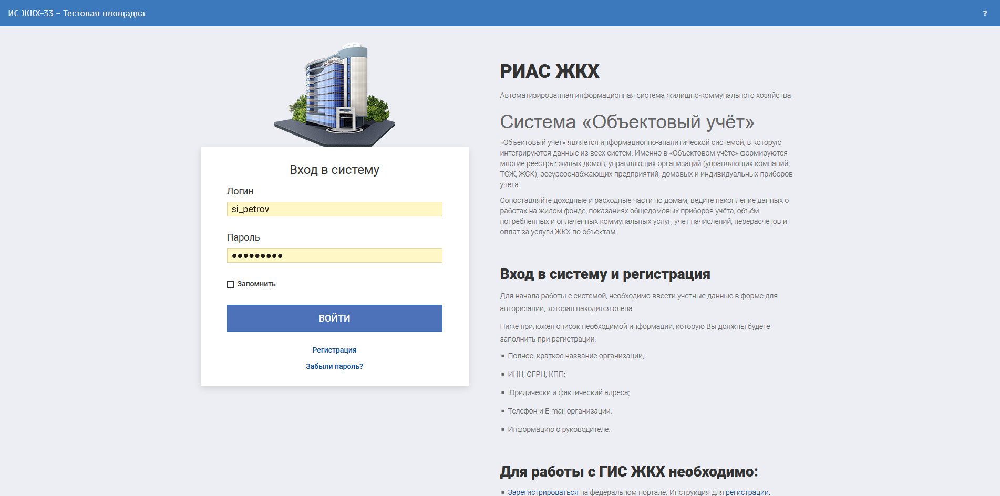 ИС ЖКХ-33 - Тестовая площадка
?
Вход в систему
Логин
si_petrov
Пароль
●●●●●●●●●
Запомнить
ВОЙТИ
Регистрация
Забыли пароль?
РИАС ЖКХ
Автоматизированная информационная система жилищно-коммунального хозяйства
Система «Объектовый учёт»
«Объектовый учёт» является информационно-аналитической системой, в которую
интегрируются данные из всех систем. Именно в «Объектовом учёте» формируются
многие реестры: жилых домов, управляющих организаций (управляющих компаний,
ТСЖ, ЖСК), ресурсоснабжающих предприятий, домовых и индивидуальных приборов
учёта.
Сопоставляйте доходные и расходные части по домам, ведите накопление данных о
работах на жилом фонде, показаниях общедомовых приборов учёта, объём
потребленных и оплаченных коммунальных услуг, учёт начислений, перерасчётов и
оплат за услуги ЖКХ по объектам.
Вход в систему и регистрация
Для начала работы с системой, необходимо ввести учетные данные в форме для
авторизации, которая находится слева.
Ниже приложен список необходимой информации, которую Вы должны будете
заполнить при регистрации:
▪ Полное, краткое название организации;
▪ ИНН, ОГРН, КПП;
▪ Юридически и фактический адреса;
▪ Телефон и E-mail организации;
▪ Информацию о руководителе.
Для работы с ГИС ЖКХ необходимо:
▪ Зарегистрироваться на федеральном портале. Инструкция для регистрации.